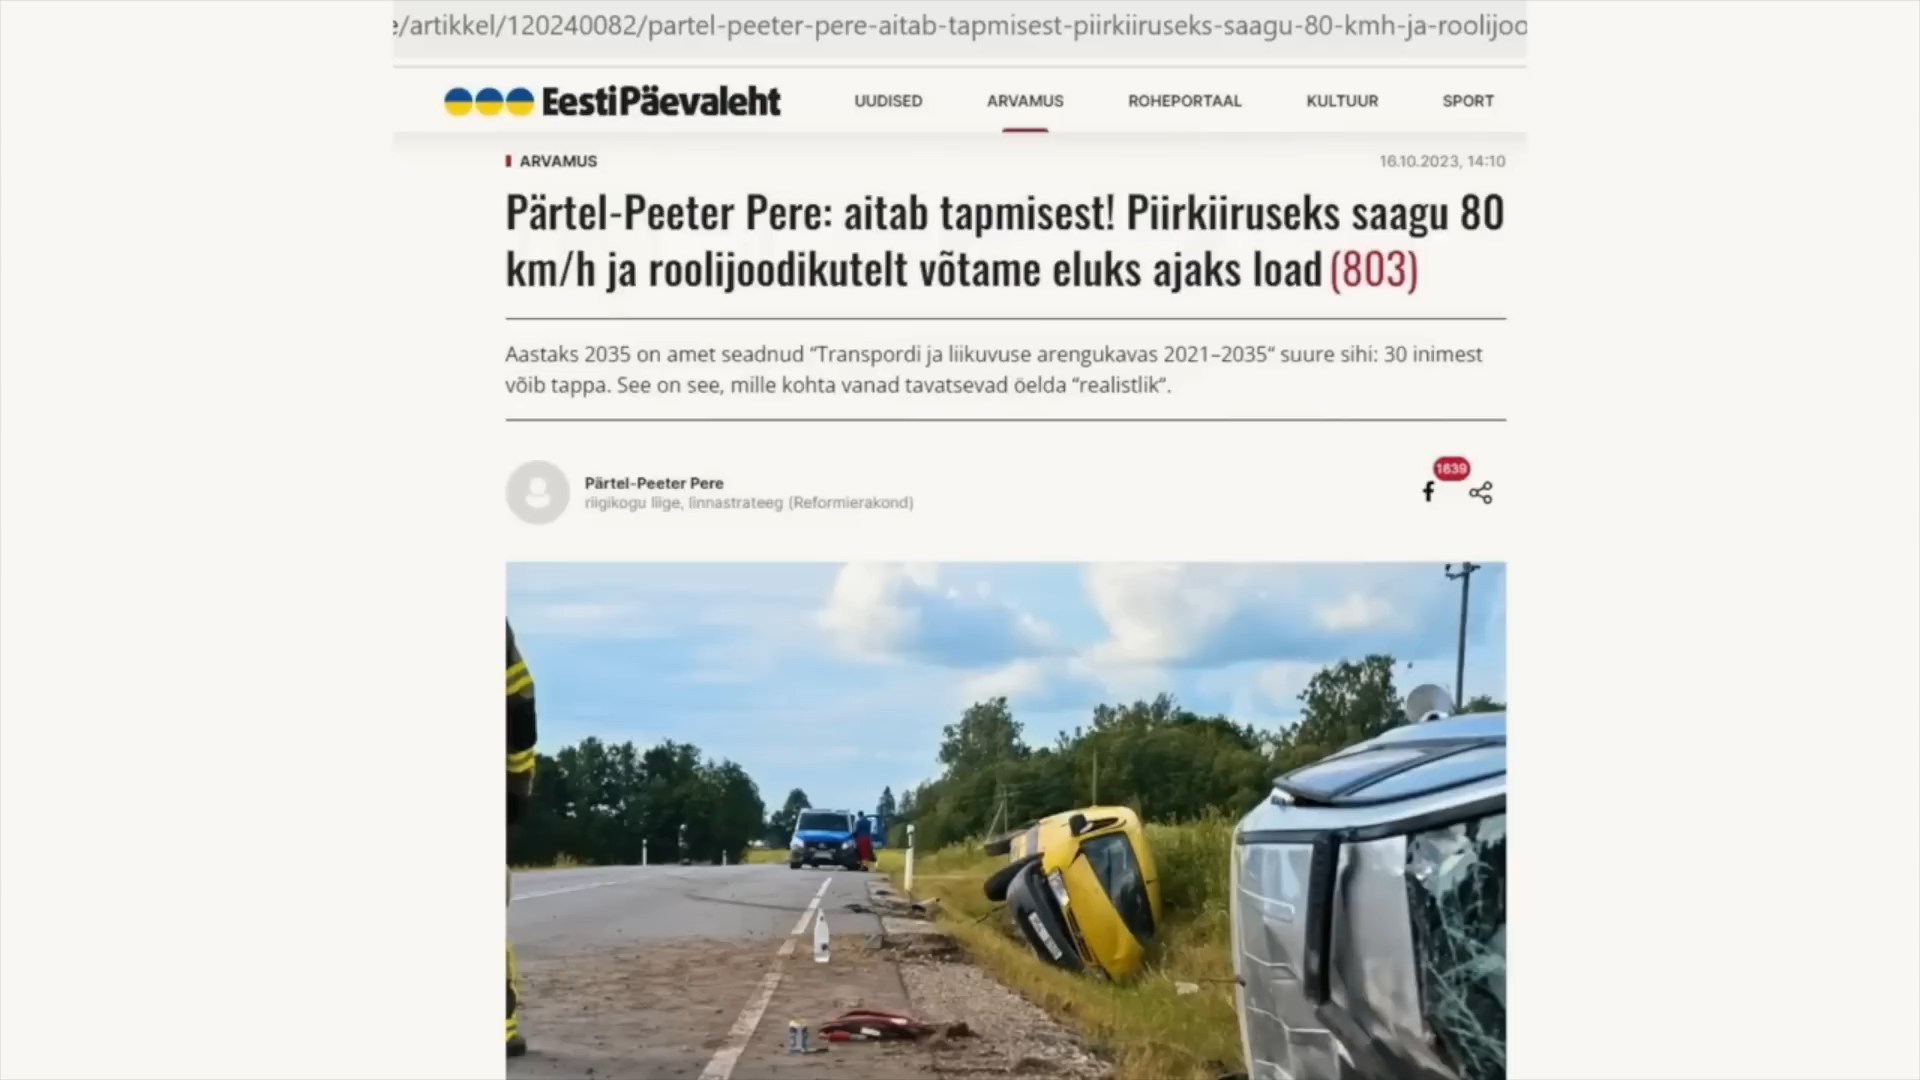 e/artikkel/120240082/partel-peeter-pere-aitab-tapmisest-piirkiiruseks-saagu-80-kmh-ja-roolijoo
EestiPäevaleht UUDISED ARVAMUS ROHEPORTAAL KULTUUR SPORT
ARVAMUS 16.10.2023, 14:10
Pärtel-Peeter Pere: aitab tapmisest! Piirkiiruseks saagu 80
km/h ja roolijoodikutelt võtame eluks ajaks load (803)
Aastaks 2035 on amet seadnud “Transpordi ja liikuvuse arengukavas 2021–2035“ suure sihi: 30 inimest
võib tappa. See on see, mille kohta vanad tavatsevad öelda “realistlik“.
Pärtel-Peeter Pere
riigikogu liige, linnastrateeg (Reformierakond)
1639